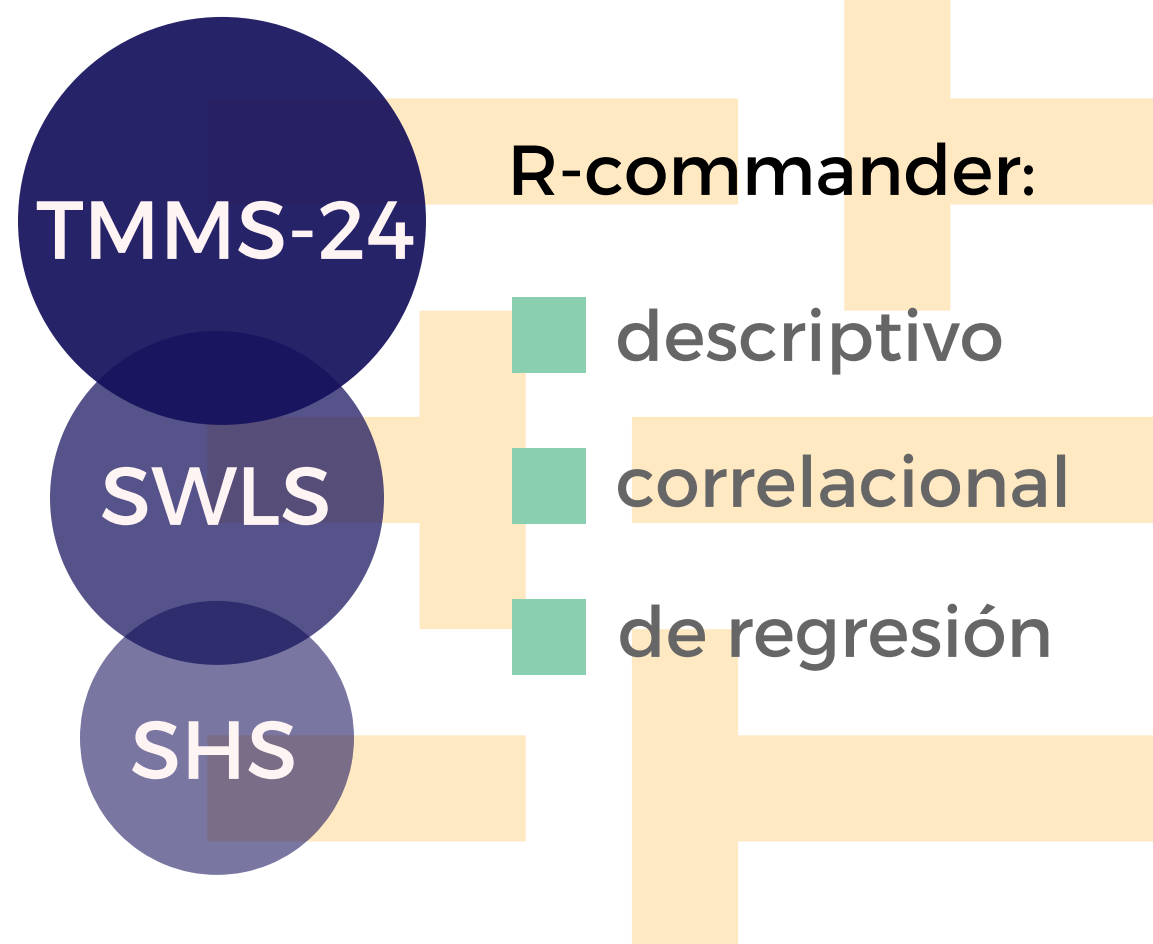 TMMS-24
SWLS
SHS
R-commander:
descriptivo
correlacional
de regresión